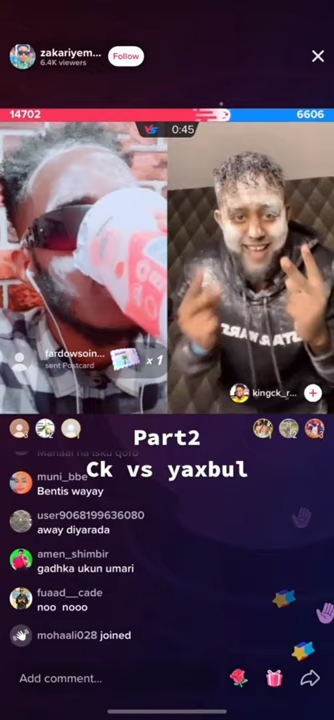 zakariyem...
Follow
6.4K viewers
14702
6606
VS 0:45
fardowsoin...
sent Postcard
x 1
kingck_r...
Part2
Ck vs yaxbul
muni_bbe
Bentis wayay
user9068199636080
away diyarada
amen_shimbir
gadhka ukun umari
fuaad__cade
noo nooo
mohaali028 joined
Add comment...